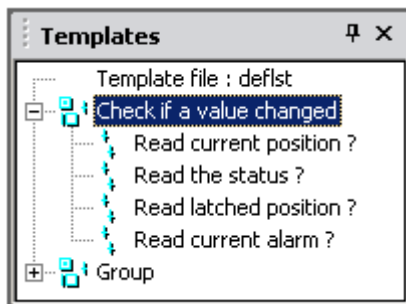 Templates
Template file : deflst
Check if a value changed
Read current position ?
Read the status ?
Read latched position ?
Read current alarm ?
Group